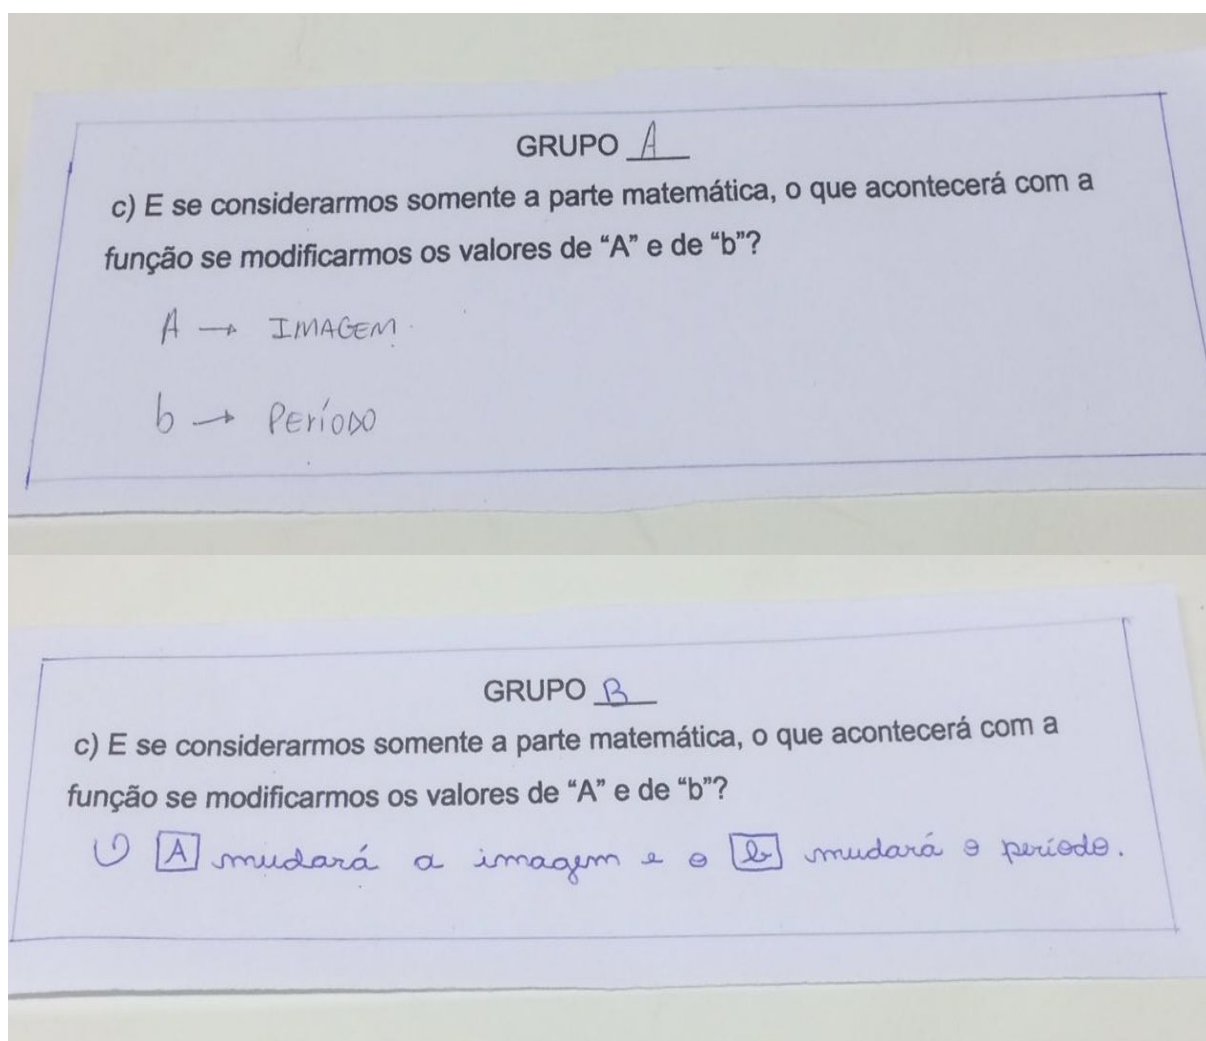 GRUPO A
c) E se considerarmos somente a parte matemática, o que acontecerá com a
função se modificarmos os valores de “A” e de “b”?
A → IMAGEM.
b → PERÍODO
GRUPO B
c) E se considerarmos somente a parte matemática, o que acontecerá com a
função se modificarmos os valores de “A” e de “b”?
O A mudará a imagem e o b mudará o período.